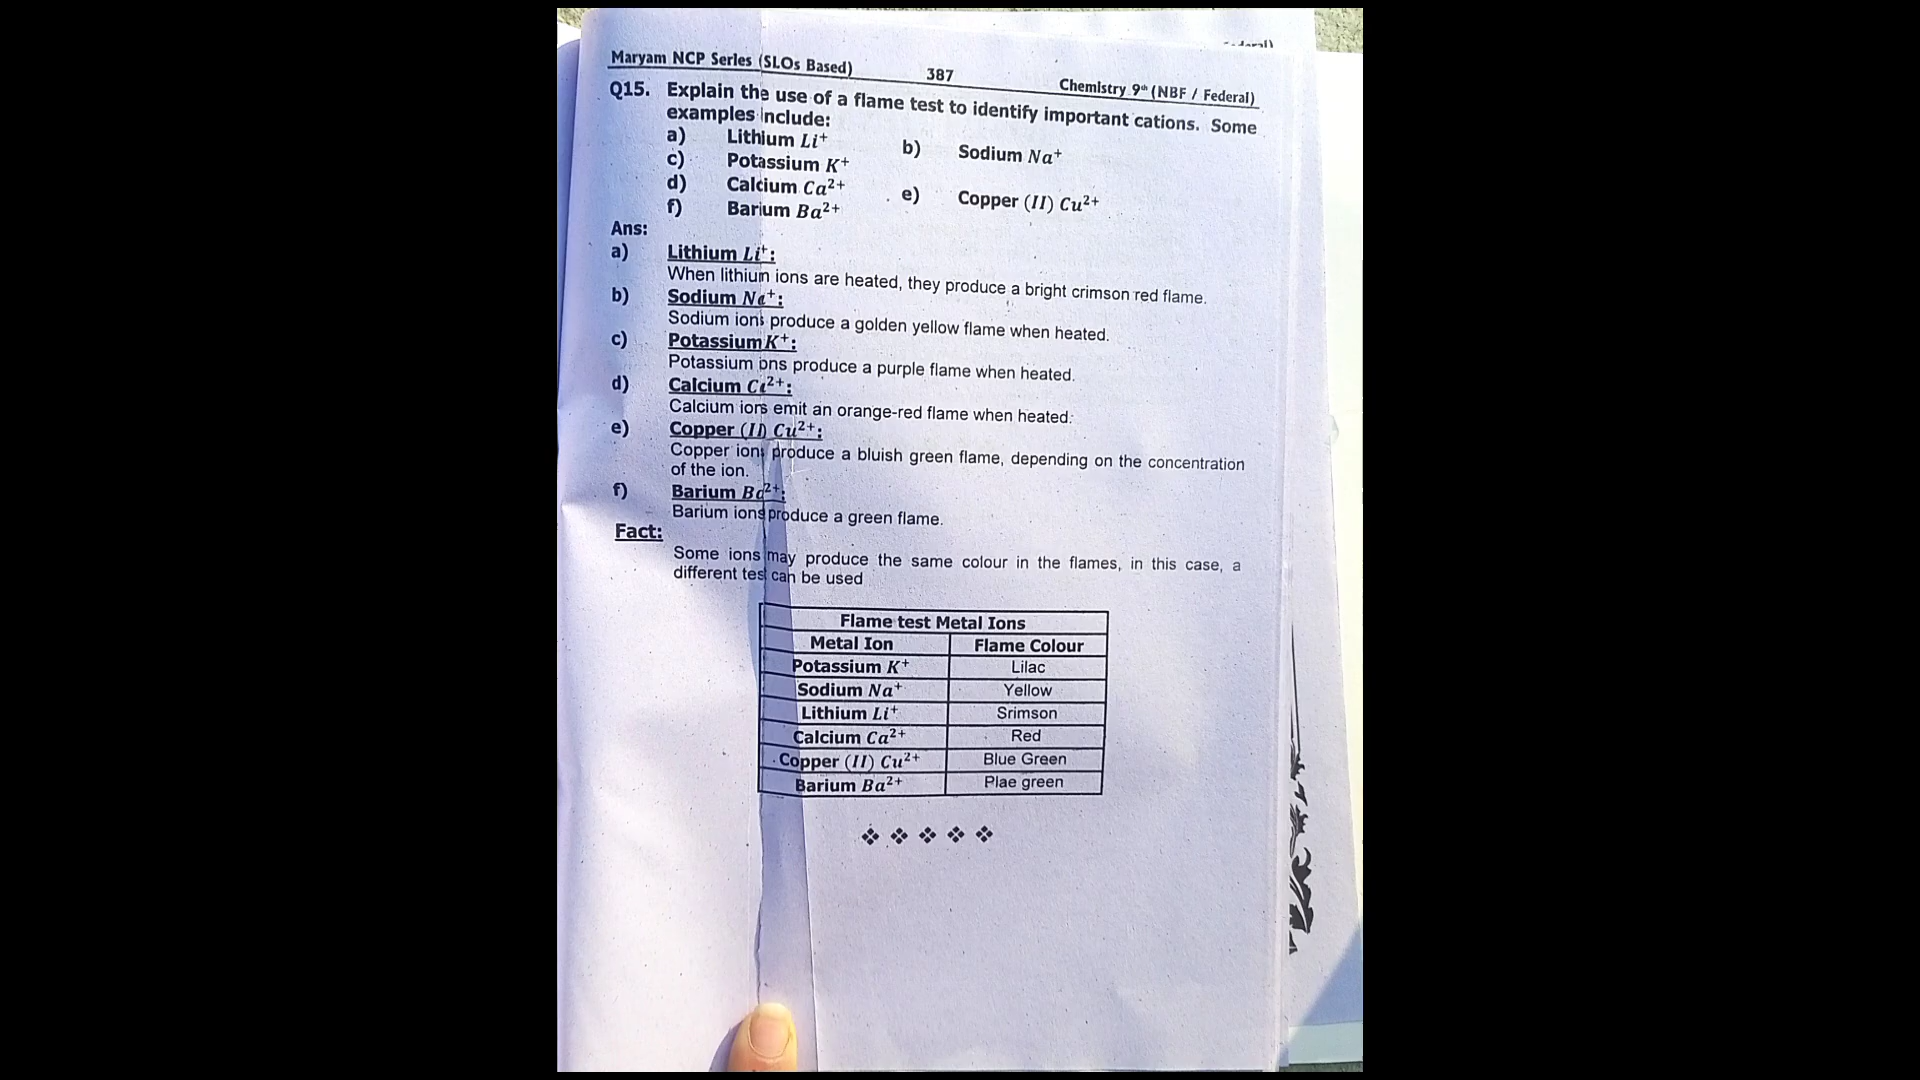 Maryam NCP Series (SLOs Based) 387 Chemistry 9th (NBF / Federal)
Q15. Explain the use of a flame test to identify important cations. Some
examples include:
a) Lithium Li⁺ b) Sodium Na⁺
c) Potassium K⁺
d) Calcium Ca²⁺ e) Copper (II) Cu²⁺
f) Barium Ba²⁺
Ans:
a) Lithium Li⁺:
When lithium ions are heated, they produce a bright crimson red flame.
b) Sodium Na⁺:
Sodium ions produce a golden yellow flame when heated.
c) Potassium K⁺:
Potassium ions produce a purple flame when heated.
d) Calcium Ca²⁺:
Calcium ions emit an orange-red flame when heated.
e) Copper (II) Cu²⁺:
Copper ions produce a bluish green flame, depending on the concentration
of the ion.
f) Barium Ba²⁺:
Barium ions produce a green flame.
Fact:
Some ions may produce the same colour in the flames, in this case, a
different test can be used
Flame test Metal Ions
Metal Ion Flame Colour
Potassium K⁺ Lilac
Sodium Na⁺ Yellow
Lithium Li⁺ Srimson
Calcium Ca²⁺ Red
Copper (II) Cu²⁺ Blue Green
Barium Ba²⁺ Plae green